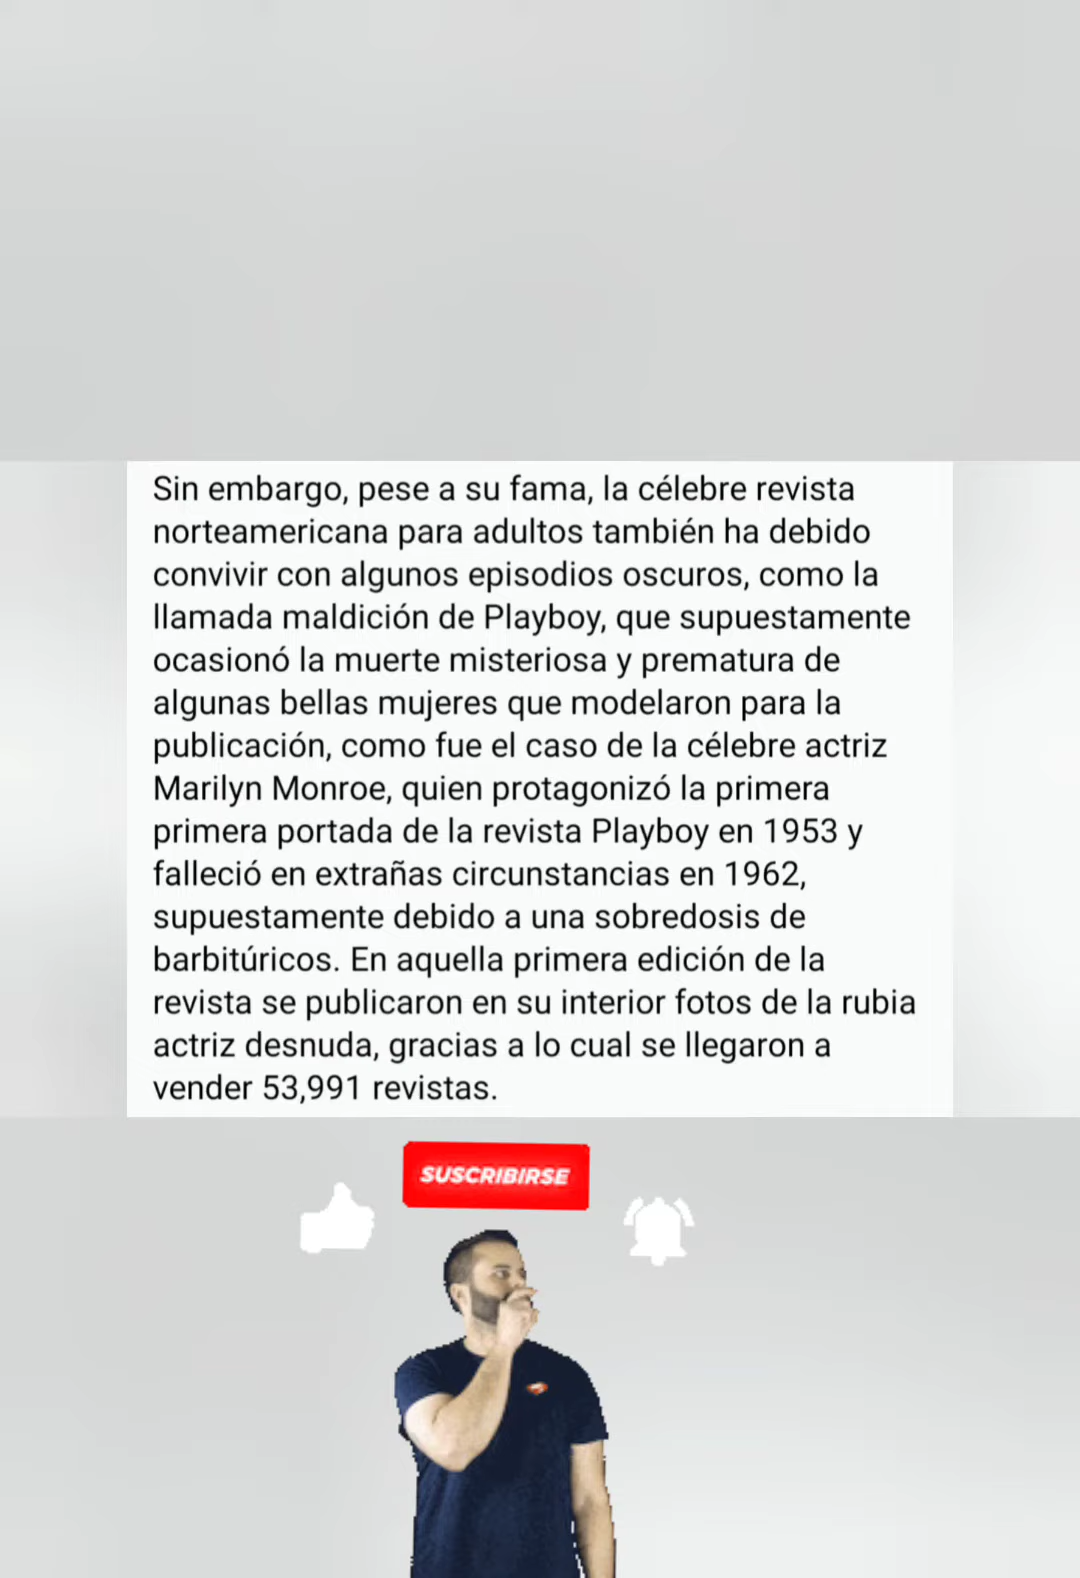 Sin embargo, pese a su fama, la célebre revista
norteamericana para adultos también ha debido
convivir con algunos episodios oscuros, como la
llamada maldición de Playboy, que supuestamente
ocasionó la muerte misteriosa y prematura de
algunas bellas mujeres que modelaron para la
publicación, como fue el caso de la célebre actriz
Marilyn Monroe, quien protagonizó la primera
primera portada de la revista Playboy en 1953 y
falleció en extrañas circunstancias en 1962,
supuestamente debido a una sobredosis de
barbitúricos. En aquella primera edición de la
revista se publicaron en su interior fotos de la rubia
actriz desnuda, gracias a lo cual se llegaron a
vender 53,991 revistas.
SUSCRIBIRSE